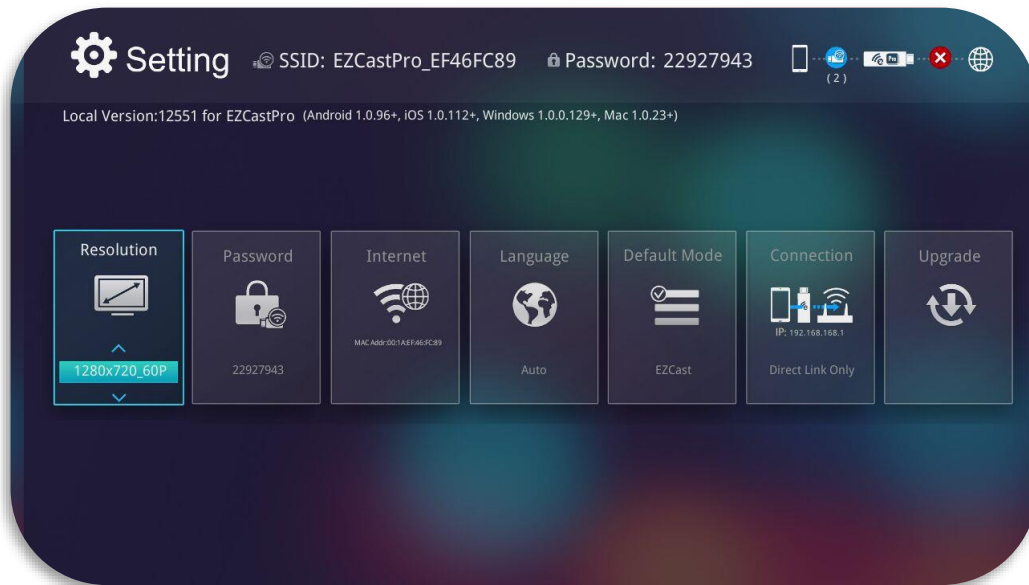 Setting SSID: EZCastPro_EF46FC89 Password: 22927943
(2)
Pro
Local Version:12551 for EZCastPro (Android 1.0.96+, iOS 1.0.112+, Windows 1.0.0.129+, Mac 1.0.23+)
Resolution
1280x720_60P
Password
22927943
Internet
MAC Addr:00:1A:EF:46:FC:89
Language
Auto
Default Mode
EZCast
Connection
IP: 192.168.168.1
Direct Link Only
Upgrade